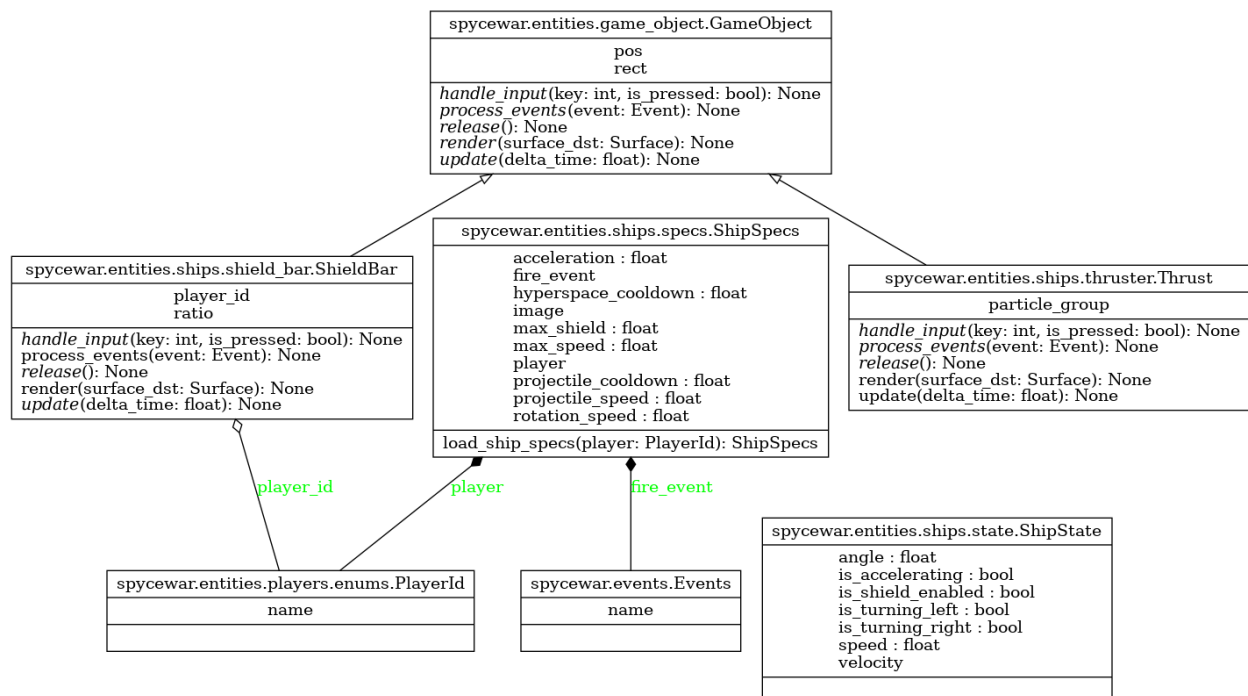 spycewar.entities.game_object.GameObject
pos
rect
handle_input(key: int, is_pressed: bool): None
process_events(event: Event): None
release(): None
render(surface_dst: Surface): None
update(delta_time: float): None
spycewar.entities.ships.shield_bar.ShieldBar
player_id
ratio
handle_input(key: int, is_pressed: bool): None
process_events(event: Event): None
release(): None
render(surface_dst: Surface): None
update(delta_time: float): None
spycewar.entities.ships.specs.ShipSpecs
acceleration : float
fire_event
hyperspace_cooldown : float
image
max_shield : float
max_speed : float
player
projectile_cooldown : float
projectile_speed : float
rotation_speed : float
load_ship_specs(player: PlayerId): ShipSpecs
spycewar.entities.ships.thruster.Thrust
particle_group
handle_input(key: int, is_pressed: bool): None
process_events(event: Event): None
release(): None
render(surface_dst: Surface): None
update(delta_time: float): None
player_id
player
fire_event
spycewar.entities.players.enums.PlayerId
name
spycewar.events.Events
name
spycewar.entities.ships.state.ShipState
angle : float
is_accelerating : bool
is_shield_enabled : bool
is_turning_left : bool
is_turning_right : bool
speed : float
velocity